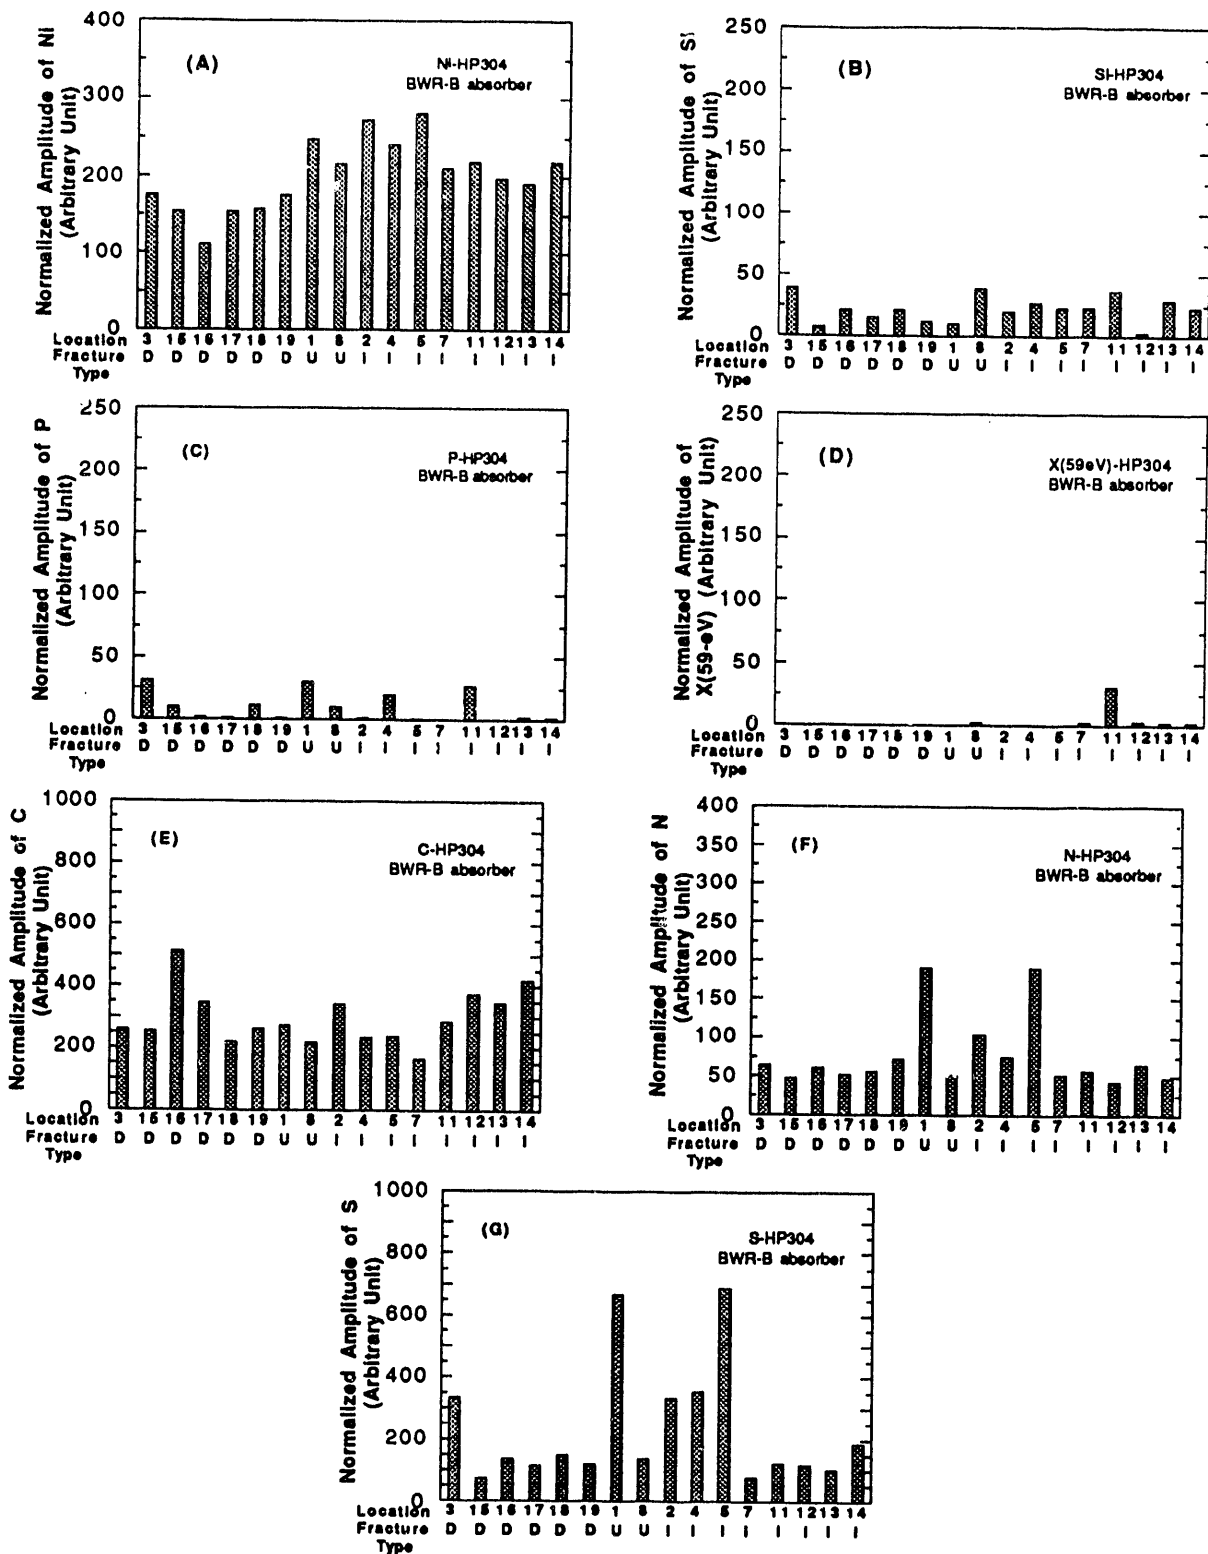 Normalized Amplitude of Ni
(Arbitrary Unit)
400
300
200
100
0
(A)
Ni-HP304
BWR-B absorber
Location 3 15 16 17 18 19 1 8 2 4 5 7 11 12 13 14
Fracture D D D D D D U U I I I I I I I I
Type
Normalized Amplitude of Si
(Arbitrary Unit)
250
200
150
100
50
0
(B)
Si-HP304
BWR-B absorber
Location 3 15 16 17 18 19 1 8 2 4 5 7 11 12 13 14
Fracture D D D D D D U U I I I I I I I I
Type
Normalized Amplitude of P
(Arbitrary Unit)
250
200
150
100
50
0
(C)
P-HP304
BWR-B absorber
Location 3 15 16 17 18 19 1 8 2 4 5 7 11 12 13 14
Fracture D D D D D D U U I I I I I I I I
Type
Normalized Amplitude of
X(59-eV) (Arbitrary Unit)
250
200
150
100
50
0
(D)
X(59eV)-HP304
BWR-B absorber
Location 3 15 16 17 18 19 1 8 2 4 5 7 11 12 13 14
Fracture D D D D D D U U I I I I I I I I
Type
Normalized Amplitude of C
(Arbitrary Unit)
1000
800
600
400
200
0
(E)
C-HP304
BWR-B absorber
Location 3 15 16 17 18 19 1 8 2 4 5 7 11 12 13 14
Fracture D D D D D D U U I I I I I I I I
Type
Normalized Amplitude of N
(Arbitrary Unit)
400
350
300
250
200
150
100
50
0
(F)
N-HP304
BWR-B absorber
Location 3 15 16 17 18 19 1 8 2 4 5 7 11 12 13 14
Fracture D D D D D D U U I I I I I I I I
Type
Normalized Amplitude of S
(Arbitrary Unit)
1000
800
600
400
200
0
(G)
S-HP304
BWR-B absorber
Location 3 15 16 17 18 19 1 8 2 4 5 7 11 12 13 14
Fracture D D D D D D U U I I I I I I I I
Type